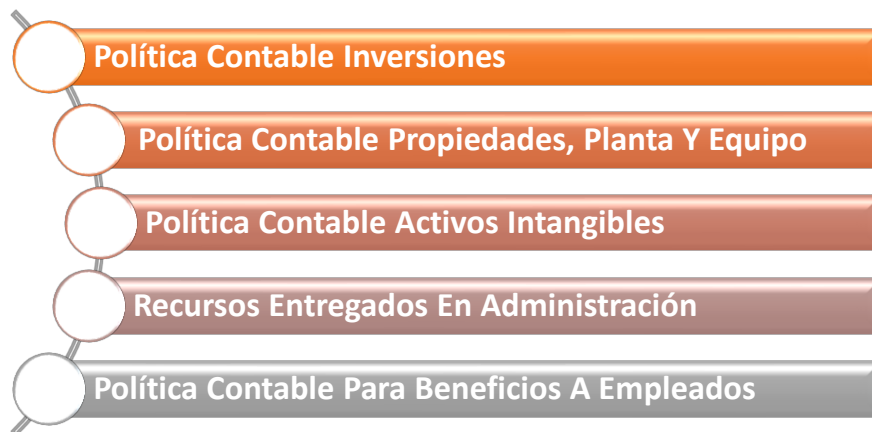 Política Contable Inversiones
Política Contable Propiedades, Planta Y Equipo
Política Contable Activos Intangibles
Recursos Entregados En Administración
Política Contable Para Beneficios A Empleados